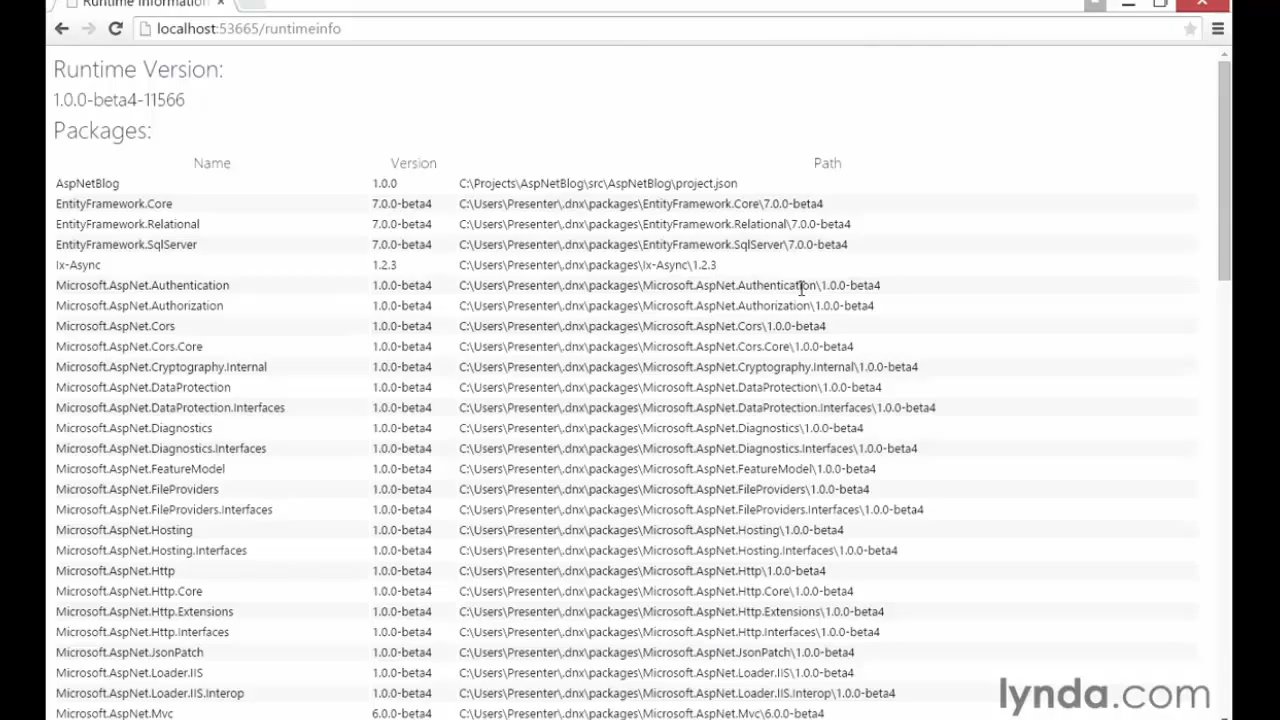 Runtime Information
localhost:53665/runtimeinfo
Runtime Version:
1.0.0-beta4-11566
Packages:
Name Version Path
AspNetBlog 1.0.0 C:\Projects\AspNetBlog\src\AspNetBlog\project.json
EntityFramework.Core 7.0.0-beta4 C:\Users\Presenter\.dnx\packages\EntityFramework.Core\7.0.0-beta4
EntityFramework.Relational 7.0.0-beta4 C:\Users\Presenter\.dnx\packages\EntityFramework.Relational\7.0.0-beta4
EntityFramework.SqlServer 7.0.0-beta4 C:\Users\Presenter\.dnx\packages\EntityFramework.SqlServer\7.0.0-beta4
Ix-Async 1.2.3 C:\Users\Presenter\.dnx\packages\Ix-Async\1.2.3
Microsoft.AspNet.Authentication 1.0.0-beta4 C:\Users\Presenter\.dnx\packages\Microsoft.AspNet.Authentication\1.0.0-beta4
Microsoft.AspNet.Authorization 1.0.0-beta4 C:\Users\Presenter\.dnx\packages\Microsoft.AspNet.Authorization\1.0.0-beta4
Microsoft.AspNet.Cors 1.0.0-beta4 C:\Users\Presenter\.dnx\packages\Microsoft.AspNet.Cors\1.0.0-beta4
Microsoft.AspNet.Cors.Core 1.0.0-beta4 C:\Users\Presenter\.dnx\packages\Microsoft.AspNet.Cors.Core\1.0.0-beta4
Microsoft.AspNet.Cryptography.Internal 1.0.0-beta4 C:\Users\Presenter\.dnx\packages\Microsoft.AspNet.Cryptography.Internal\1.0.0-beta4
Microsoft.AspNet.DataProtection 1.0.0-beta4 C:\Users\Presenter\.dnx\packages\Microsoft.AspNet.DataProtection\1.0.0-beta4
Microsoft.AspNet.DataProtection.Interfaces 1.0.0-beta4 C:\Users\Presenter\.dnx\packages\Microsoft.AspNet.DataProtection.Interfaces\1.0.0-beta4
Microsoft.AspNet.Diagnostics 1.0.0-beta4 C:\Users\Presenter\.dnx\packages\Microsoft.AspNet.Diagnostics\1.0.0-beta4
Microsoft.AspNet.Diagnostics.Interfaces 1.0.0-beta4 C:\Users\Presenter\.dnx\packages\Microsoft.AspNet.Diagnostics.Interfaces\1.0.0-beta4
Microsoft.AspNet.FeatureModel 1.0.0-beta4 C:\Users\Presenter\.dnx\packages\Microsoft.AspNet.FeatureModel\1.0.0-beta4
Microsoft.AspNet.FileProviders 1.0.0-beta4 C:\Users\Presenter\.dnx\packages\Microsoft.AspNet.FileProviders\1.0.0-beta4
Microsoft.AspNet.FileProviders.Interfaces 1.0.0-beta4 C:\Users\Presenter\.dnx\packages\Microsoft.AspNet.FileProviders.Interfaces\1.0.0-beta4
Microsoft.AspNet.Hosting 1.0.0-beta4 C:\Users\Presenter\.dnx\packages\Microsoft.AspNet.Hosting\1.0.0-beta4
Microsoft.AspNet.Hosting.Interfaces 1.0.0-beta4 C:\Users\Presenter\.dnx\packages\Microsoft.AspNet.Hosting.Interfaces\1.0.0-beta4
Microsoft.AspNet.Http 1.0.0-beta4 C:\Users\Presenter\.dnx\packages\Microsoft.AspNet.Http\1.0.0-beta4
Microsoft.AspNet.Http.Core 1.0.0-beta4 C:\Users\Presenter\.dnx\packages\Microsoft.AspNet.Http.Core\1.0.0-beta4
Microsoft.AspNet.Http.Extensions 1.0.0-beta4 C:\Users\Presenter\.dnx\packages\Microsoft.AspNet.Http.Extensions\1.0.0-beta4
Microsoft.AspNet.Http.Interfaces 1.0.0-beta4 C:\Users\Presenter\.dnx\packages\Microsoft.AspNet.Http.Interfaces\1.0.0-beta4
Microsoft.AspNet.JsonPatch 1.0.0-beta4 C:\Users\Presenter\.dnx\packages\Microsoft.AspNet.JsonPatch\1.0.0-beta4
Microsoft.AspNet.Loader.IIS 1.0.0-beta4 C:\Users\Presenter\.dnx\packages\Microsoft.AspNet.Loader.IIS\1.0.0-beta4
Microsoft.AspNet.Loader.IIS.Interop 1.0.0-beta4 C:\Users\Presenter\.dnx\packages\Microsoft.AspNet.Loader.IIS.Interop\1.0.0-beta4
Microsoft.AspNet.Mvc 6.0.0-beta4 C:\Users\Presenter\.dnx\packages\Microsoft.AspNet.Mvc\6.0.0-beta4
lynda.com